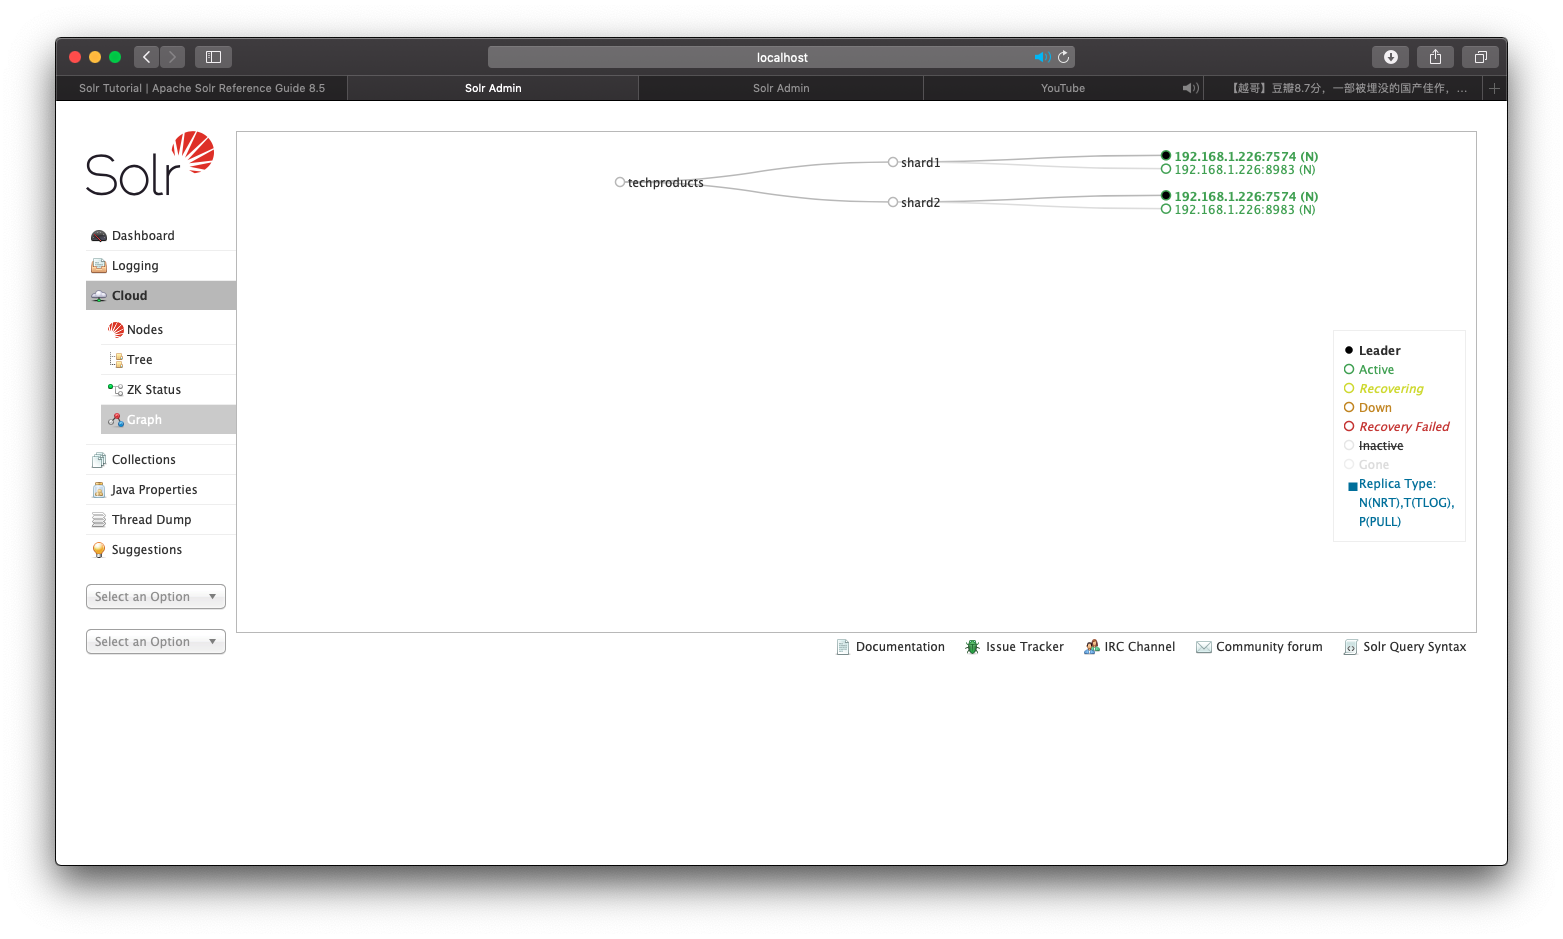 localhost
Solr Tutorial | Apache Solr Reference Guide 8.5
Solr Admin
Solr Admin
YouTube
【越哥】豆瓣8.7分，一部被埋没的国产佳作，...
Solr
Dashboard
Logging
Cloud
Nodes
Tree
ZK Status
Graph
Collections
Java Properties
Thread Dump
Suggestions
Select an Option
Select an Option
techproducts
shard1
192.168.1.226:7574 (N)
192.168.1.226:8983 (N)
shard2
192.168.1.226:7574 (N)
192.168.1.226:8983 (N)
Leader
Active
Recovering
Down
Recovery Failed
Inactive
Gone
Replica Type:
N(NRT),T(TLOG),
P(PULL)
Documentation
Issue Tracker
IRC Channel
Community forum
Solr Query Syntax